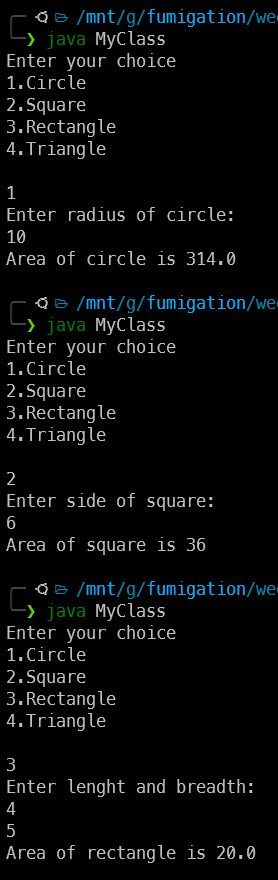 /mnt/g/fumigation/
❯ java MyClass
Enter your choice
1.Circle
2.Square
3.Rectangle
4.Triangle
1
Enter radius of circle:
10
Area of circle is 314.0
/mnt/g/fumigation/
❯ java MyClass
Enter your choice
1.Circle
2.Square
3.Rectangle
4.Triangle
2
Enter side of square:
6
Area of square is 36
/mnt/g/fumigation/
❯ java MyClass
Enter your choice
1.Circle
2.Square
3.Rectangle
4.Triangle
3
Enter lenght and breadth:
4
5
Area of rectangle is 20.0